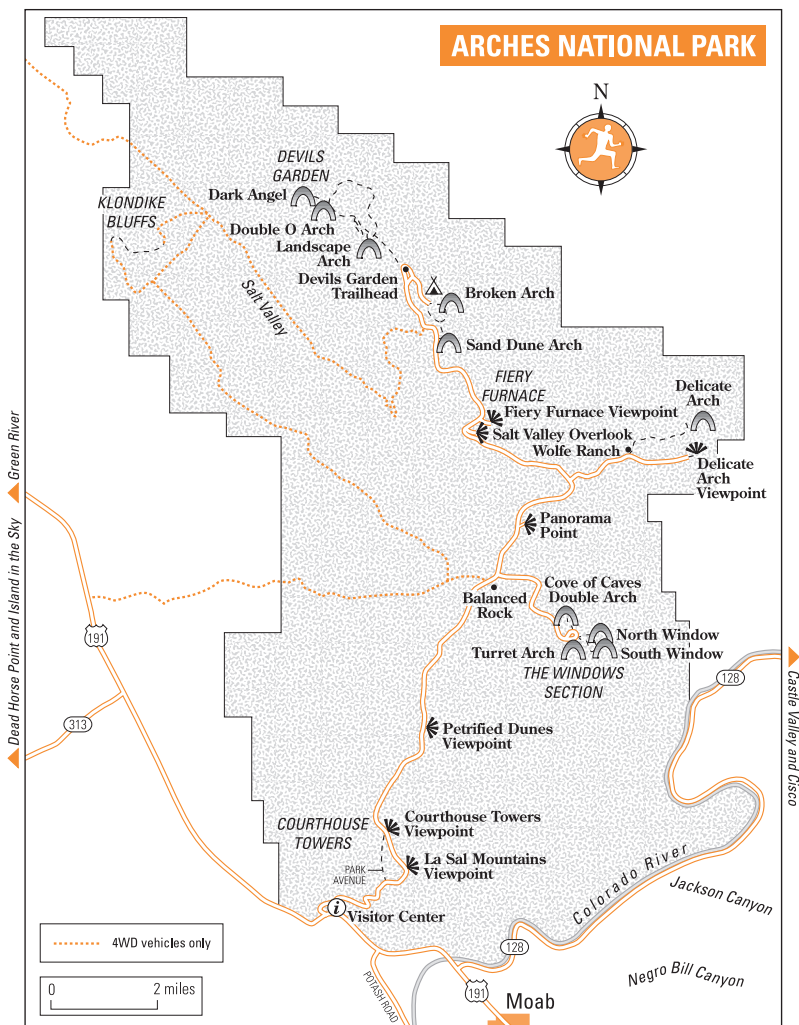 ARCHES NATIONAL PARK
N
DEVILS
GARDEN
Dark Angel
KLONDIKE
BLUFFS
Double O Arch
Landscape
Arch
Devils Garden
Trailhead
Salt Valley
Broken Arch
Sand Dune Arch
FIERY
FURNACE
Delicate
Arch
Fiery Furnace Viewpoint
Salt Valley Overlook
Wolfe Ranch
Delicate
Arch
Viewpoint
Green River
Panorama
Point
Dead Horse Point and Island in the Sky
Balanced
Rock
Cove of Caves
Double Arch
North Window
Turret Arch
South Window
THE WINDOWS
SECTION
191
128
313
Castle Valley and Cisco
Petrified Dunes
Viewpoint
COURTHOUSE
TOWERS
Courthouse Towers
Viewpoint
PARK
AVENUE
La Sal Mountains
Viewpoint
i
Visitor Center
Colorado River
Jackson Canyon
128
Negro Bill Canyon
4WD vehicles only
0
2 miles
POTASH ROAD
191
Moab